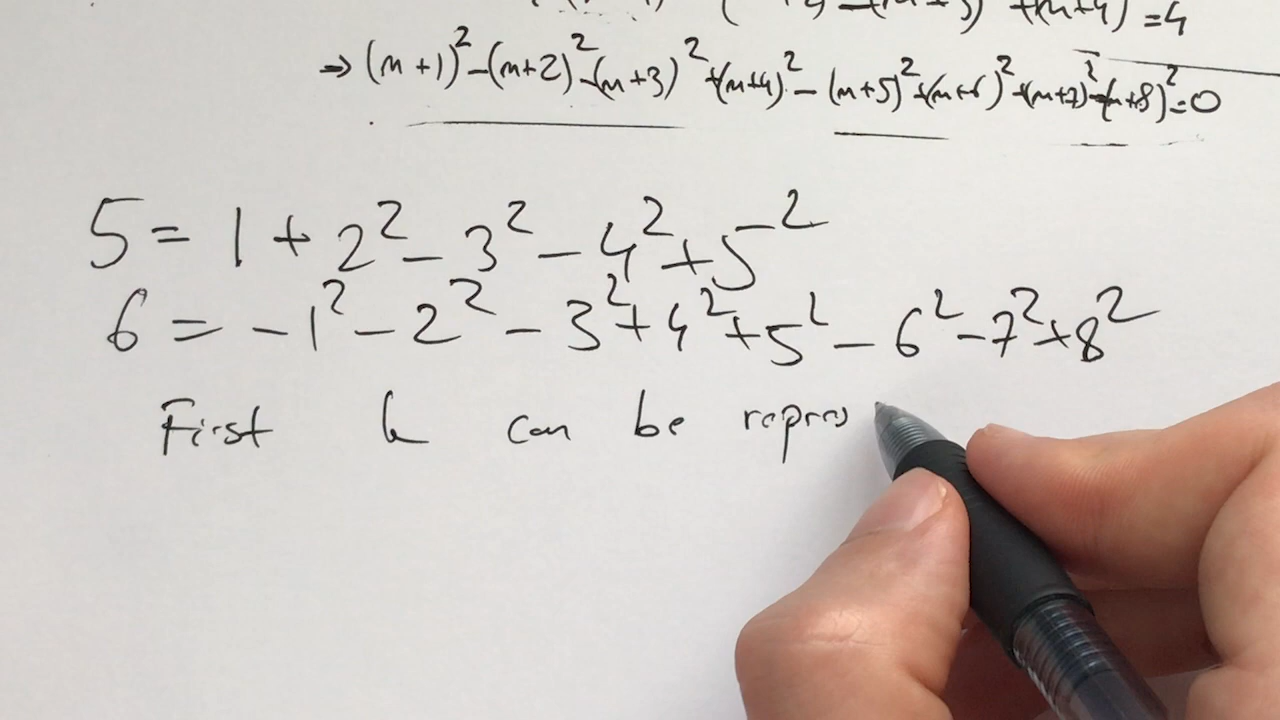 =4
⇒ (m+1)² -(m+2)² -(m+3)² +(m+4)² - (m+5)² +(m+6)² +(m+7)² -(m+8)² =0
5 = 1 + 2² - 3² - 4² + 5²
6 = -1² - 2² - 3² + 4² + 5² - 6² - 7² + 8²
First 6 can be repres